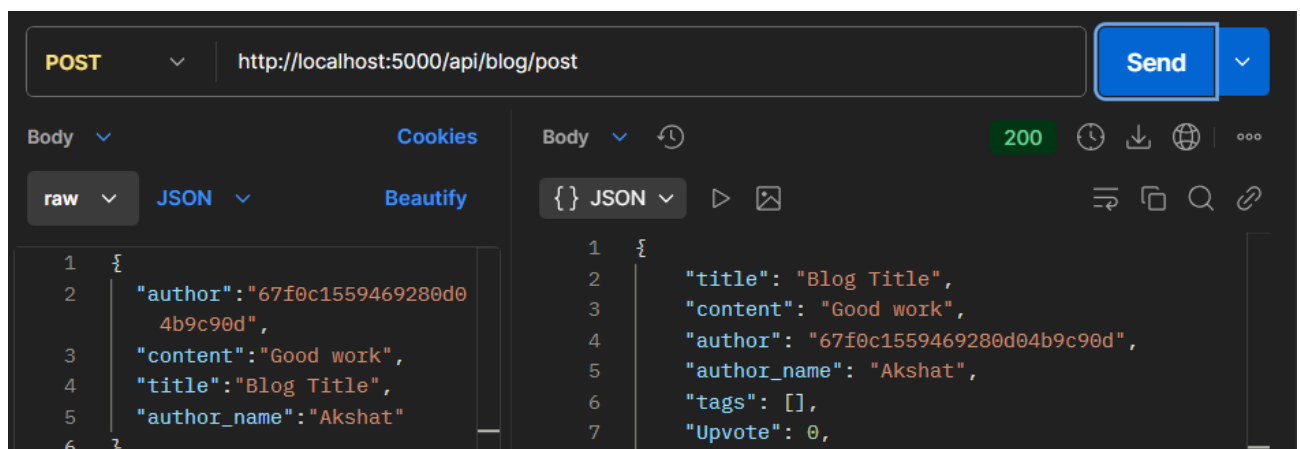 POST http://localhost:5000/api/blog/post Send
Body Cookies Body 200
raw JSON Beautify {} JSON
1 {
2 "author":"67f0c1559469280d0
4b9c90d",
3 "content":"Good work",
4 "title":"Blog Title",
5 "author_name":"Akshat"
6 }
1 {
2 "title": "Blog Title",
3 "content": "Good work",
4 "author": "67f0c1559469280d04b9c90d",
5 "author_name": "Akshat",
6 "tags": [],
7 "Upvote": 0,